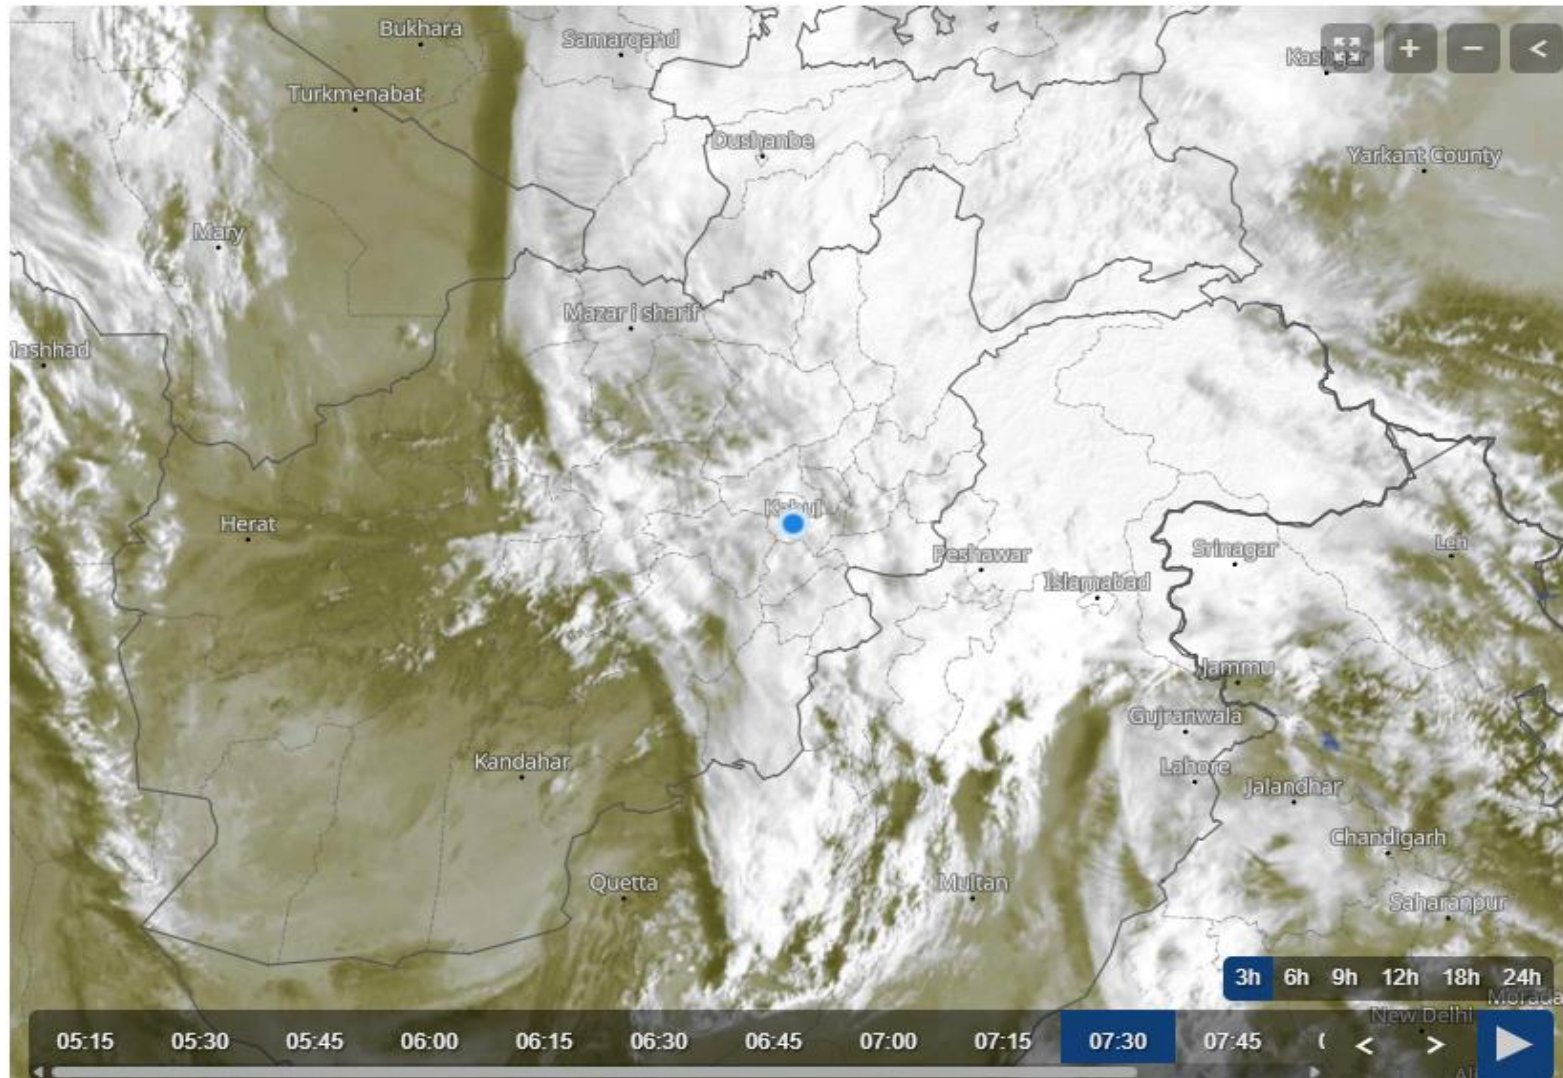 Bukhara
Samarqand
Kashgar
+
−
<
Turkmenabat
Dushanbe
Yarkant County
Mary
Mazar i sharif
Mashhad
Kabul
Herat
Peshawar
Srinagar
Leh
Islamabad
Jammu
Gujranwala
Kandahar
Lahore
Jalandhar
Chandigarh
Quetta
Multan
Saharanpur
3h 6h 9h 12h 18h 24h
Morada
New Delhi
05:15 05:30 05:45 06:00 06:15 06:30 06:45 07:00 07:15 07:30 07:45 < >